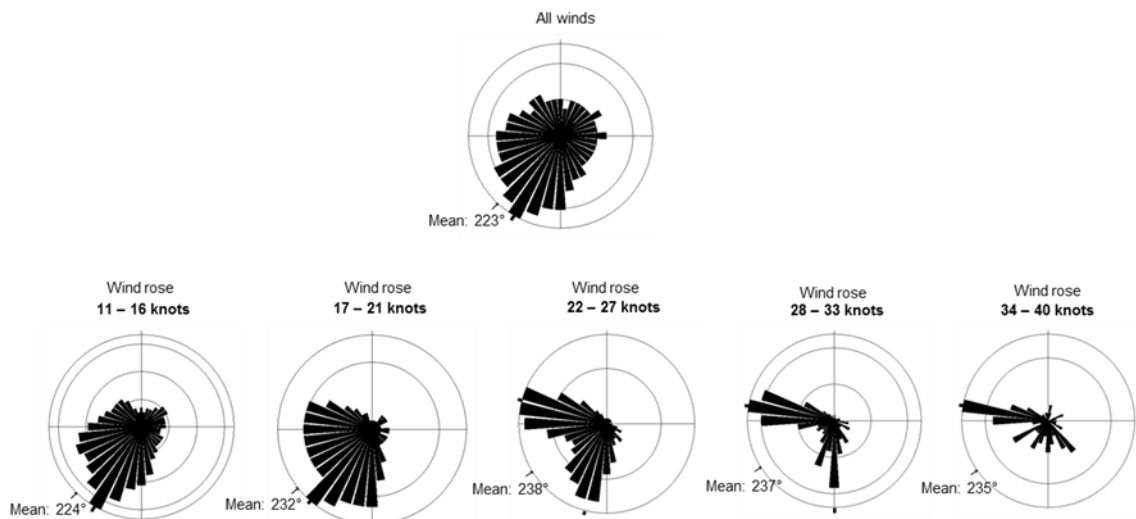 All winds
Mean: 223°
Wind rose
11 – 16 knots
Mean: 224°
Wind rose
17 – 21 knots
Mean: 232°
Wind rose
22 – 27 knots
Mean: 238°
Wind rose
28 – 33 knots
Mean: 237°
Wind rose
34 – 40 knots
Mean: 235°